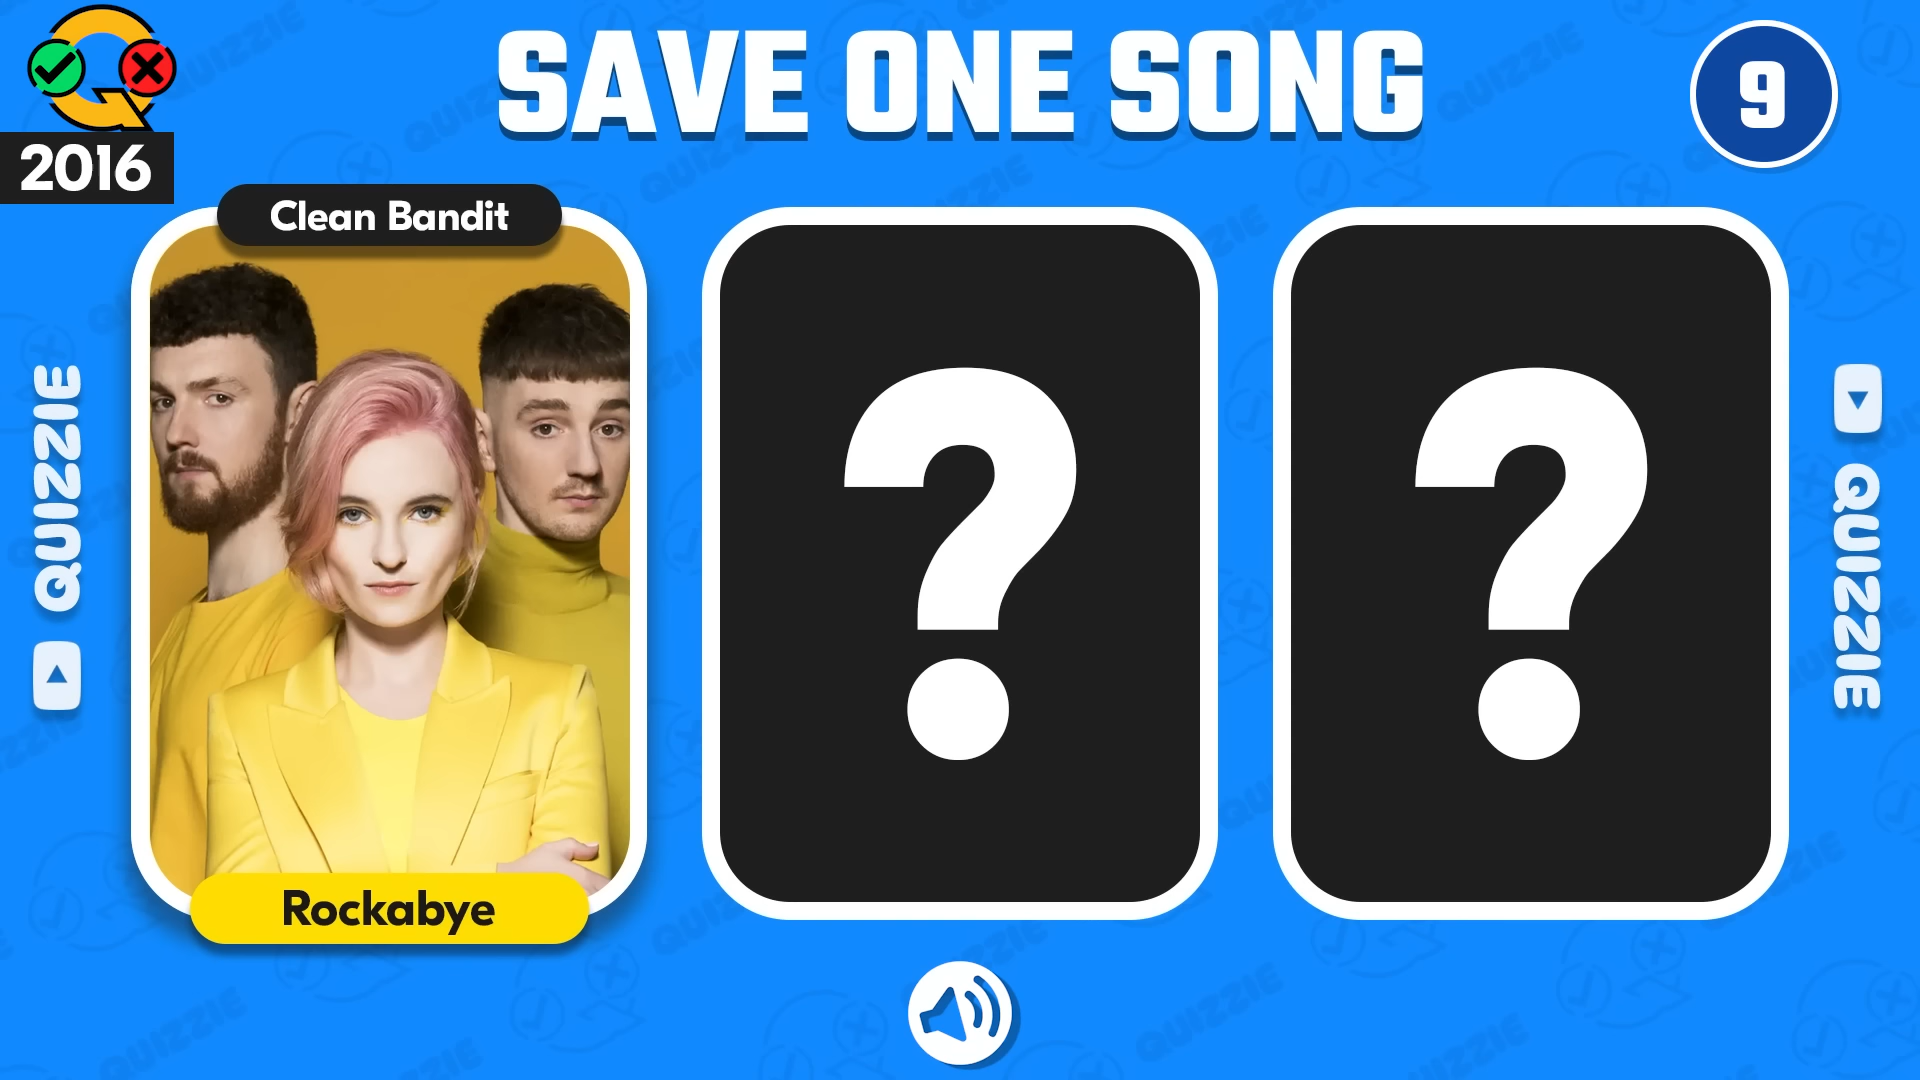 SAVE ONE SONG
9
2016
Clean Bandit
?
?
QUIZZIE
QUIZZIE
Rockabye